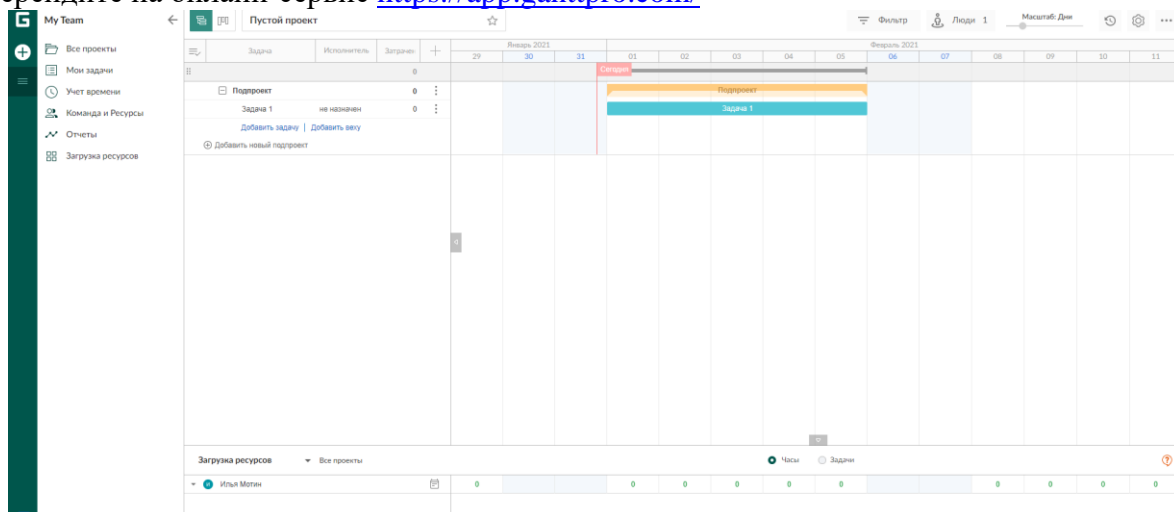 ерейдите на онлайн-сервис https://app.ganttpro.com/
G My Team Пустой проект Фильтр Люди 1 Масштаб: Дни
Все проекты
Мои задачи
Учет времени
Команда и Ресурсы
Отчеты
Загрузка ресурсов
Задача Исполнитель Затрачен
Январь 2021 Февраль 2021
29 30 31 01 02 03 04 05 06 07 08 09 10 11
0 Сегодня
Подпроект 0 Подпроект
Задача 1 не назначен 0 Задача 1
Добавить задачу | Добавить веху
Добавить новый подпроект
Загрузка ресурсов Все проекты Часы Задачи
И Илья Мотин 0 0 0 0 0 0 0 0 0 0